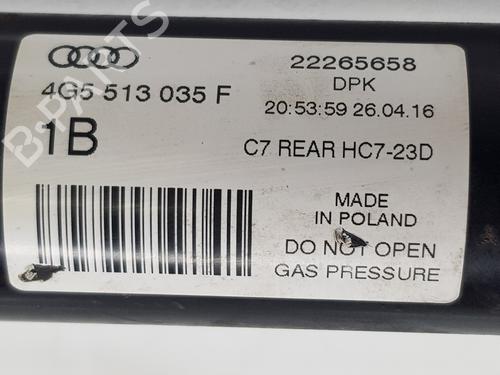 4G5 513 035 F
1B
22265658
DPK
20:53:59 26.04.16
C7 REAR HC7-23D
MADE
IN POLAND
DO NOT OPEN
GAS PRESSURE